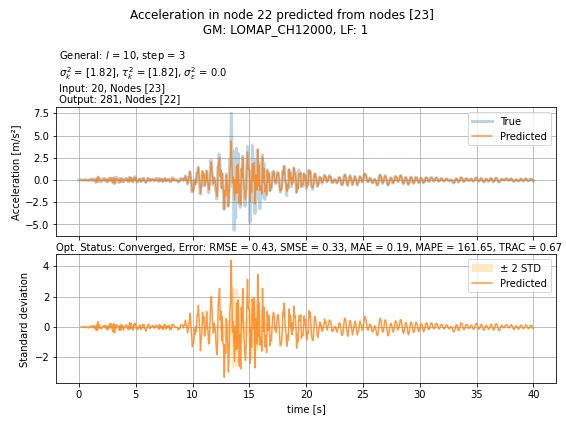 Acceleration in node 22 predicted from nodes [23]
GM: LOMAP_CH12000, LF: 1
General: l = 10, step = 3
σ²_k = [1.82], τ²_k = [1.82], σ²_ε = 0.0
Input: 20, Nodes [23]
Output: 281, Nodes [22]
Acceleration [m/s²]
7.5
5.0
2.5
0.0
−2.5
−5.0
True
Predicted
Opt. Status: Converged, Error: RMSE = 0.43, SMSE = 0.33, MAE = 0.19, MAPE = 161.65, TRAC = 0.67
Standard deviation
4
2
0
−2
± 2 STD
Predicted
0 5 10 15 20 25 30 35 40
time [s]